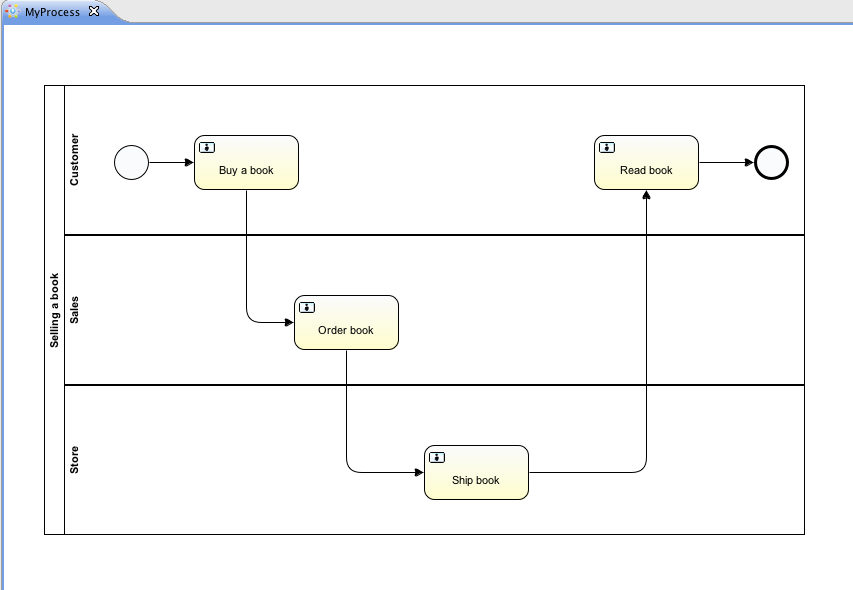 MyProcess
Selling a book
Customer
Buy a book
Read book
Sales
Order book
Store
Ship book